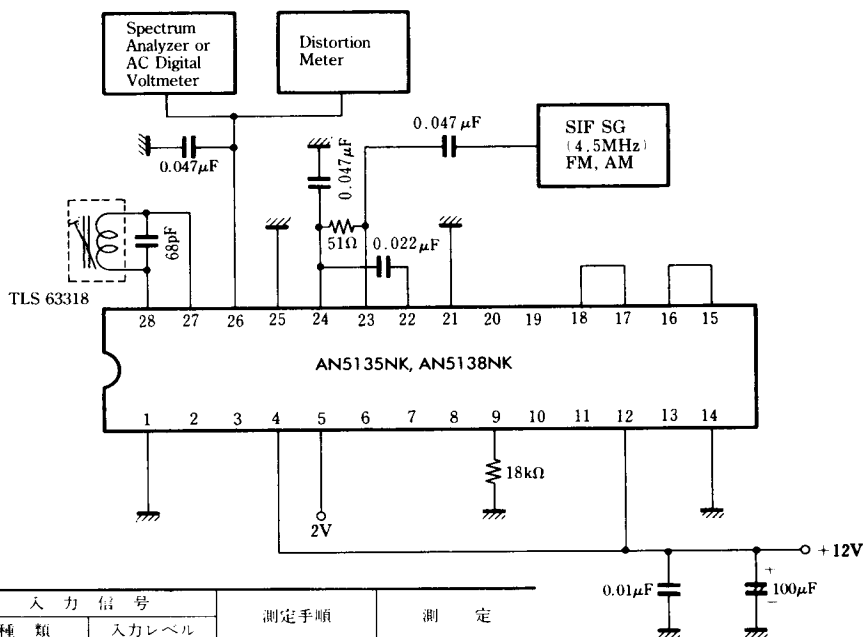 Spectrum
Analyzer or
AC Digital
Voltmeter
Distortion
Meter
0.047μF
0.047μF
0.047μF
SIF SG
(4.5MHz)
FM, AM
51Ω
0.022μF
68pF
TLS 63318
28 27 26 25 24 23 22 21 20 19 18 17 16 15
AN5135NK, AN5138NK
1 2 3 4 5 6 7 8 9 10 11 12 13 14
18kΩ
2V
+12V
0.01μF
+
100μF
−
入力信号 測定手順 測定
種類 入力レベル